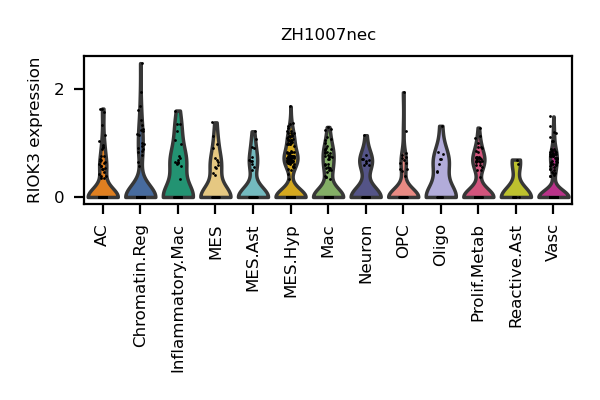 ZH1007nec
RIOK3 expression
2
0
AC
Chromatin.Reg
Inflammatory.Mac
MES
MES.Ast
MES.Hyp
Mac
Neuron
OPC
Oligo
Prolif.Metab
Reactive.Ast
Vasc